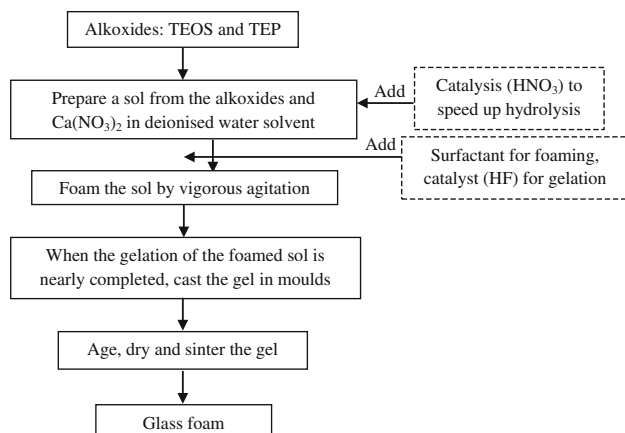 Alkoxides: TEOS and TEP
Add
Prepare a sol from the alkoxides and
Ca(NO₃)₂ in deionised water solvent
Catalysis (HNO₃) to
speed up hydrolysis
Add
Surfactant for foaming,
catalyst (HF) for gelation
Foam the sol by vigorous agitation
When the gelation of the foamed sol is
nearly completed, cast the gel in moulds
Age, dry and sinter the gel
Glass foam